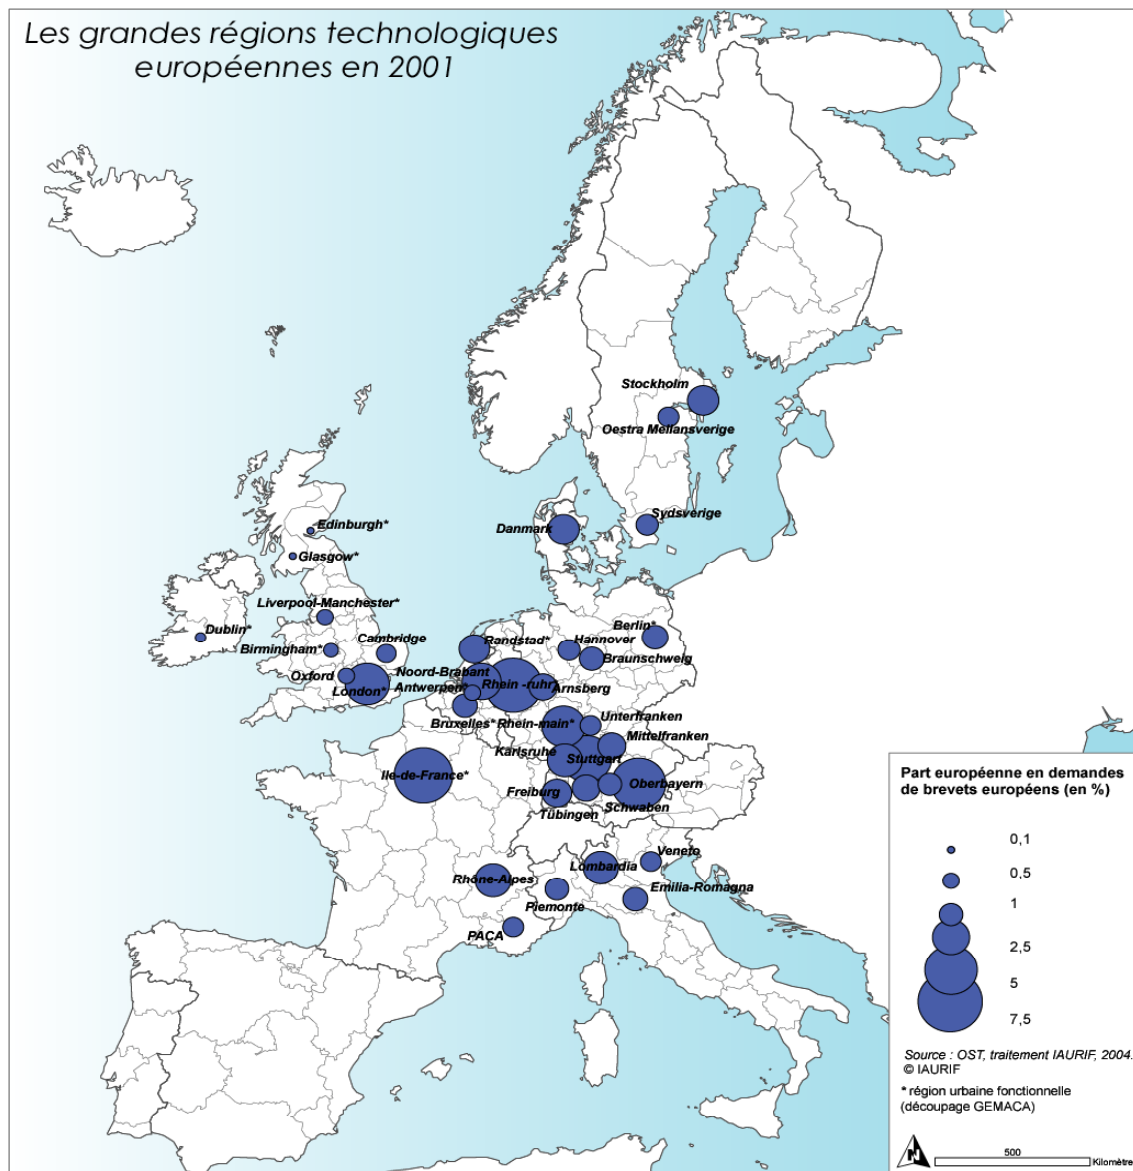 Les grandes régions technologiques
européennes en 2001
Stockholm
Oestra Mellansverige
Sydsverige
Danmark
Edinburgh*
Glasgow*
Liverpool-Manchester*
Dublin*
Birmingham*
Cambridge
Oxford
London*
Randstad*
Hannover
Berlin*
Braunschweig
Noord-Brabant
Antwerpen*
Rhein -ruhr*
Arnsberg
Bruxelles*
Rhein-main*
Unterfranken
Mittelfranken
Karlsruhe
Stuttgart
Ile-de-France*
Freiburg
Oberbayern
Tübingen
Schwaben
Veneto
Lombardia
Rhône-Alpes
Emilia-Romagna
Piemonte
PACA
Part européenne en demandes
de brevets européens (en %)
0,1
0,5
1
2,5
5
7,5
Source : OST, traitement IAURIF, 2004.
© IAURIF
* région urbaine fonctionnelle
(découpage GEMACA)
N
500
Kilomètre